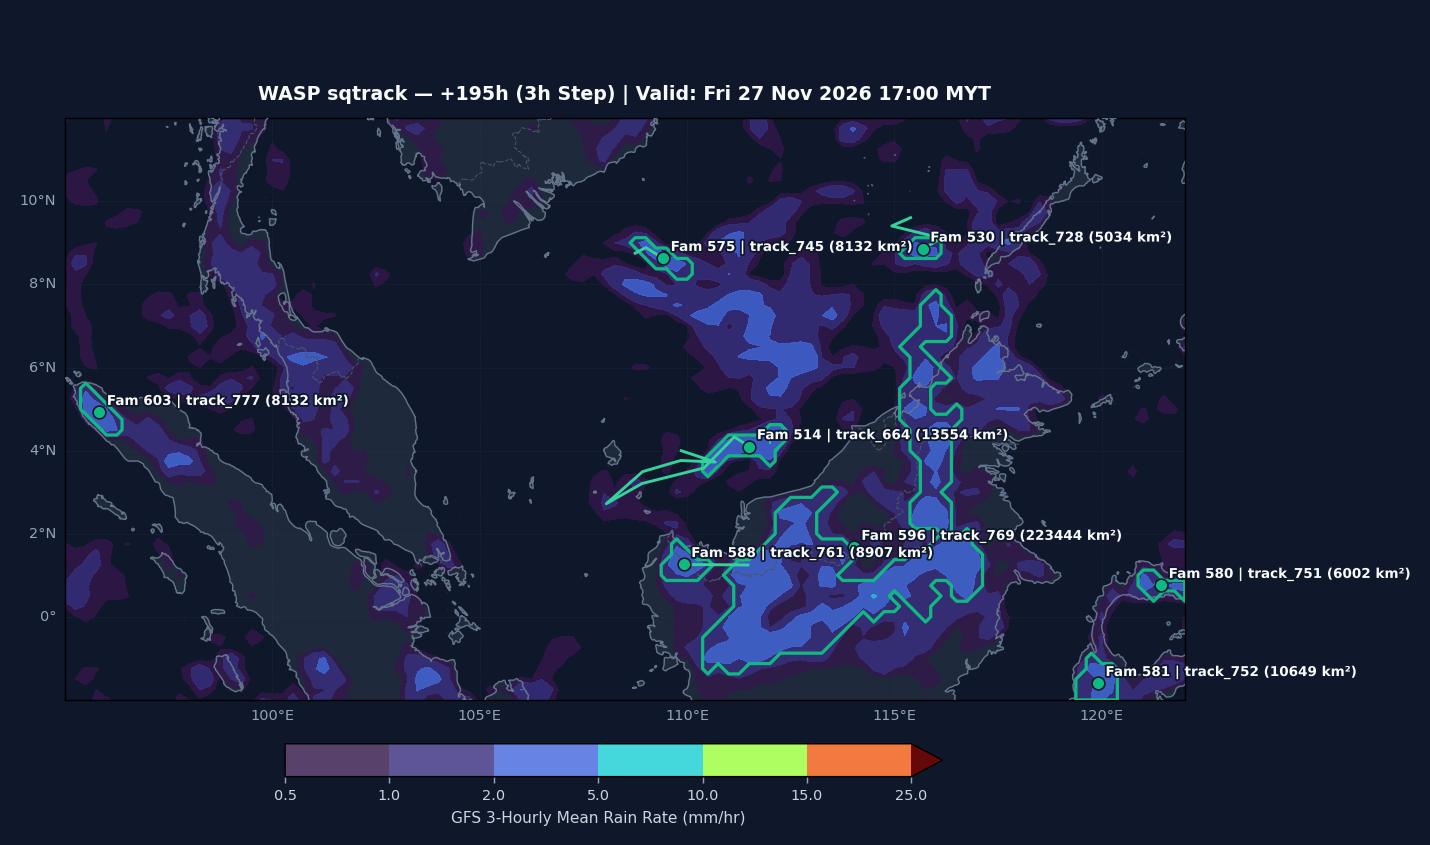 WASP sqtrack — +195h (3h Step) | Valid: Fri 27 Nov 2026 17:00 MYT
10°N
8°N
6°N
4°N
2°N
0°
Fam 530 | track_728 (5034 km²)
Fam 575 | track_745 (8132 km²)
Fam 603 | track_777 (8132 km²)
Fam 514 | track_664 (13554 km²)
Fam 596 | track_769 (223444 km²)
Fam 588 | track_761 (8907 km²)
Fam 580 | track_751 (6002 km²)
Fam 581 | track_752 (10649 km²)
100°E 105°E 110°E 115°E 120°E
0.5 1.0 2.0 5.0 10.0 15.0 25.0
GFS 3-Hourly Mean Rain Rate (mm/hr)